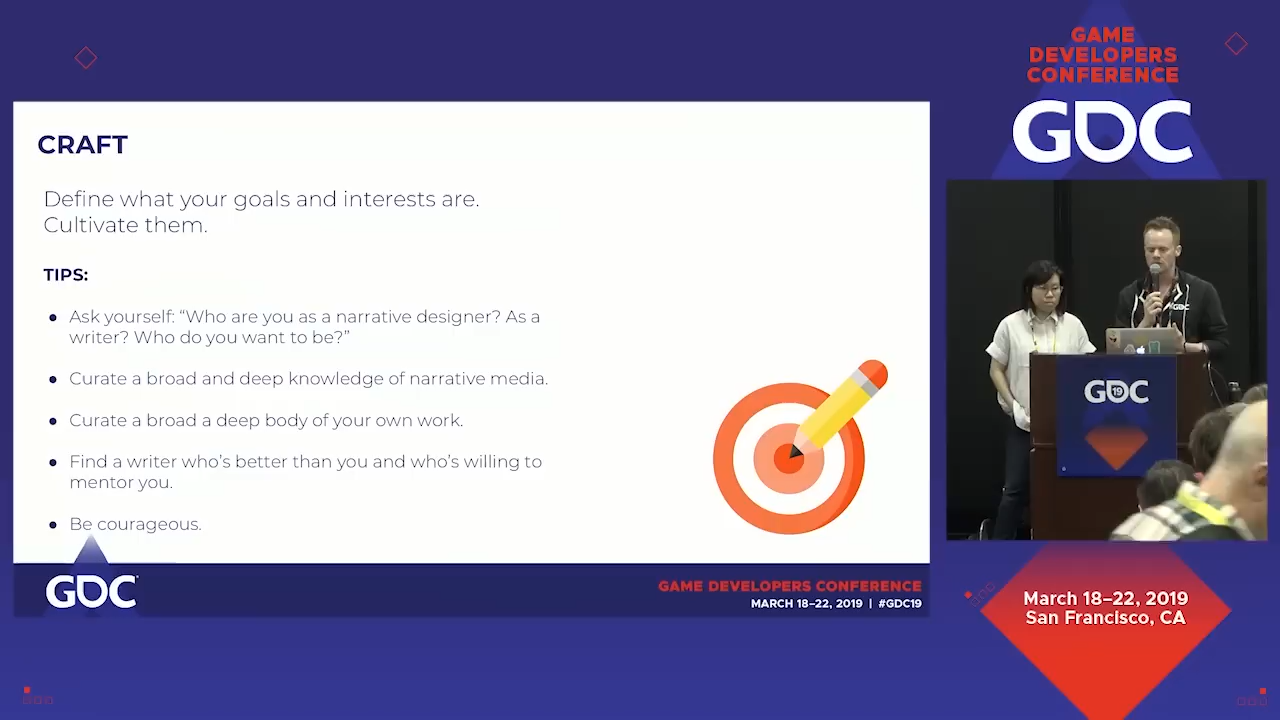 CRAFT
Define what your goals and interests are.
Cultivate them.
TIPS:
• Ask yourself: “Who are you as a narrative designer? As a
writer? Who do you want to be?”
• Curate a broad and deep knowledge of narrative media.
• Curate a broad a deep body of your own work.
• Find a writer who’s better than you and who’s willing to
mentor you.
• Be courageous.
GDC
GAME DEVELOPERS CONFERENCE
MARCH 18–22, 2019 | #GDC19
GAME
DEVELOPERS
CONFERENCE
GDC
GDC
GDC
19
March 18–22, 2019
San Francisco, CA